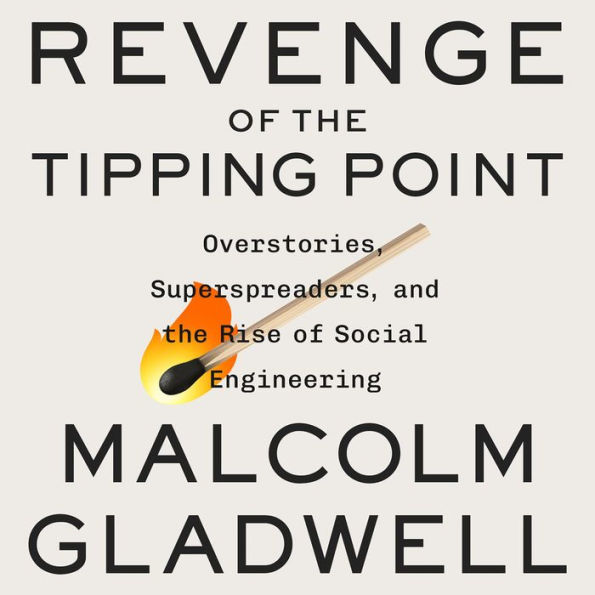 REVENGE
OF THE
TIPPING POINT
Overstories,
Superspreaders, and
the Rise of Social
Engineering
MALCOLM
GLADWELL